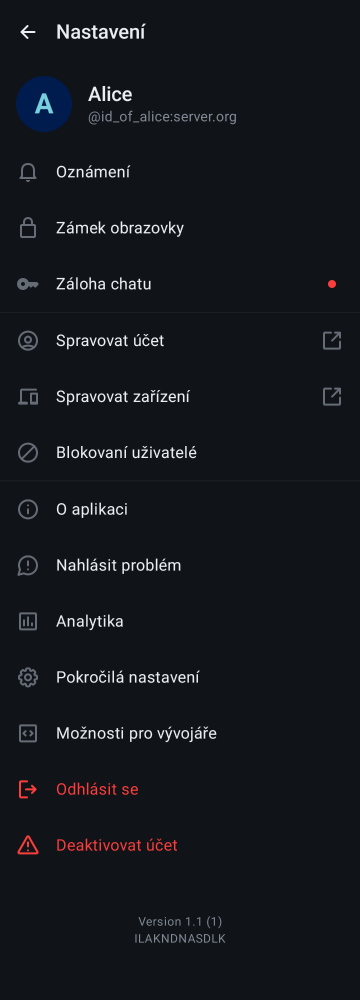 Nastavení
A
Alice
@id_of_alice:server.org
Oznámení
Zámek obrazovky
Záloha chatu
Spravovat účet
Spravovat zařízení
Blokovaní uživatelé
O aplikaci
Nahlásit problém
Analytika
Pokročilá nastavení
Možnosti pro vývojáře
Odhlásit se
Deaktivovat účet
Version 1.1 (1)
ILAKNDNASDLK